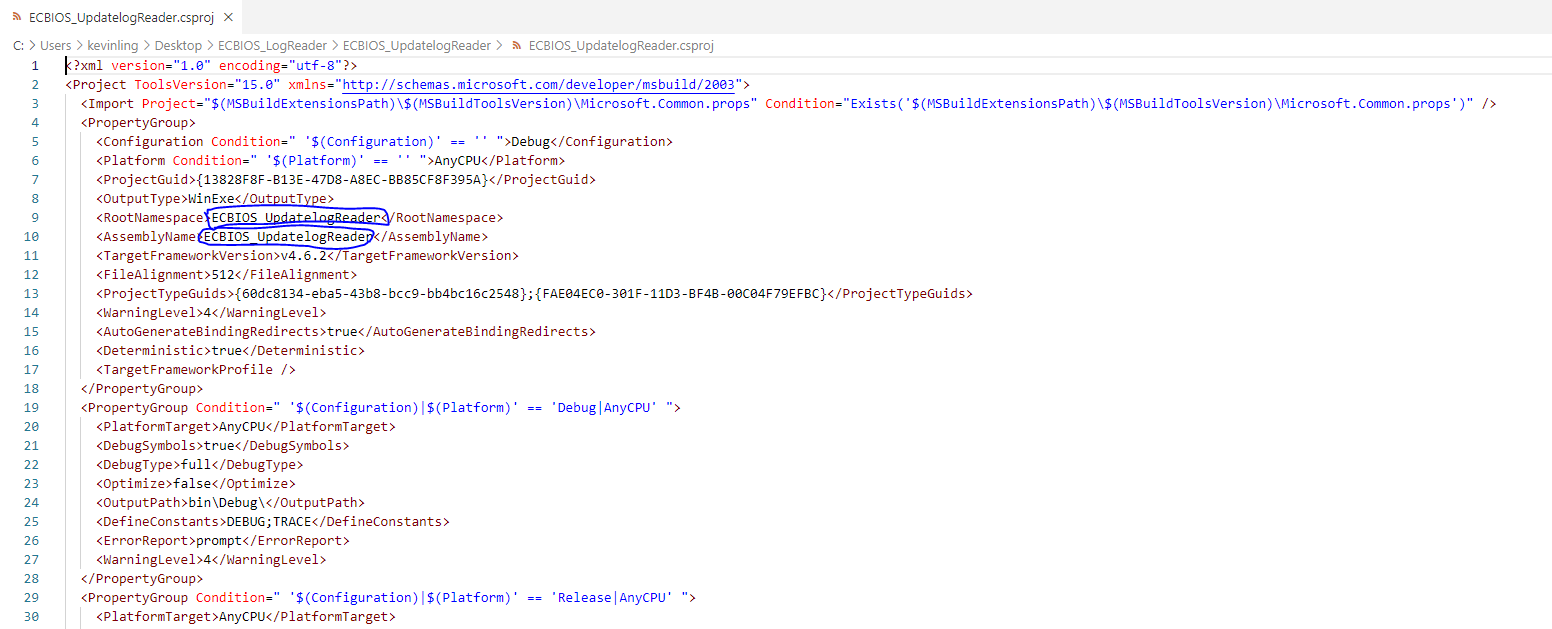 ECBIOS_UpdatelogReader.csproj ×
C: > Users > kevinling > Desktop > ECBIOS_LogReader > ECBIOS_UpdatelogReader > ECBIOS_UpdatelogReader.csproj
1 <?xml version="1.0" encoding="utf-8"?>
2 <Project ToolsVersion="15.0" xmlns="http://schemas.microsoft.com/developer/msbuild/2003">
3 <Import Project="$(MSBuildExtensionsPath)\$(MSBuildToolsVersion)\Microsoft.Common.props" Condition="Exists('$(MSBuildExtensionsPath)\$(MSBuildToolsVersion)\Microsoft.Common.props')" />
4 <PropertyGroup>
5 <Configuration Condition=" '$(Configuration)' == '' ">Debug</Configuration>
6 <Platform Condition=" '$(Platform)' == '' ">AnyCPU</Platform>
7 <ProjectGuid>{13828F8F-B13E-47D8-A8EC-BB85CF8F395A}</ProjectGuid>
8 <OutputType>WinExe</OutputType>
9 <RootNamespace>ECBIOS_UpdatelogReader</RootNamespace>
10 <AssemblyName>ECBIOS_UpdatelogReader</AssemblyName>
11 <TargetFrameworkVersion>v4.6.2</TargetFrameworkVersion>
12 <FileAlignment>512</FileAlignment>
13 <ProjectTypeGuids>{60dc8134-eba5-43b8-bcc9-bb4bc16c2548};{FAE04EC0-301F-11D3-BF4B-00C04F79EFBC}</ProjectTypeGuids>
14 <WarningLevel>4</WarningLevel>
15 <AutoGenerateBindingRedirects>true</AutoGenerateBindingRedirects>
16 <Deterministic>true</Deterministic>
17 <TargetFrameworkProfile />
18 </PropertyGroup>
19 <PropertyGroup Condition=" '$(Configuration)|$(Platform)' == 'Debug|AnyCPU' ">
20 <PlatformTarget>AnyCPU</PlatformTarget>
21 <DebugSymbols>true</DebugSymbols>
22 <DebugType>full</DebugType>
23 <Optimize>false</Optimize>
24 <OutputPath>bin\Debug\</OutputPath>
25 <DefineConstants>DEBUG;TRACE</DefineConstants>
26 <ErrorReport>prompt</ErrorReport>
27 <WarningLevel>4</WarningLevel>
28 </PropertyGroup>
29 <PropertyGroup Condition=" '$(Configuration)|$(Platform)' == 'Release|AnyCPU' ">
30 <PlatformTarget>AnyCPU</PlatformTarget>